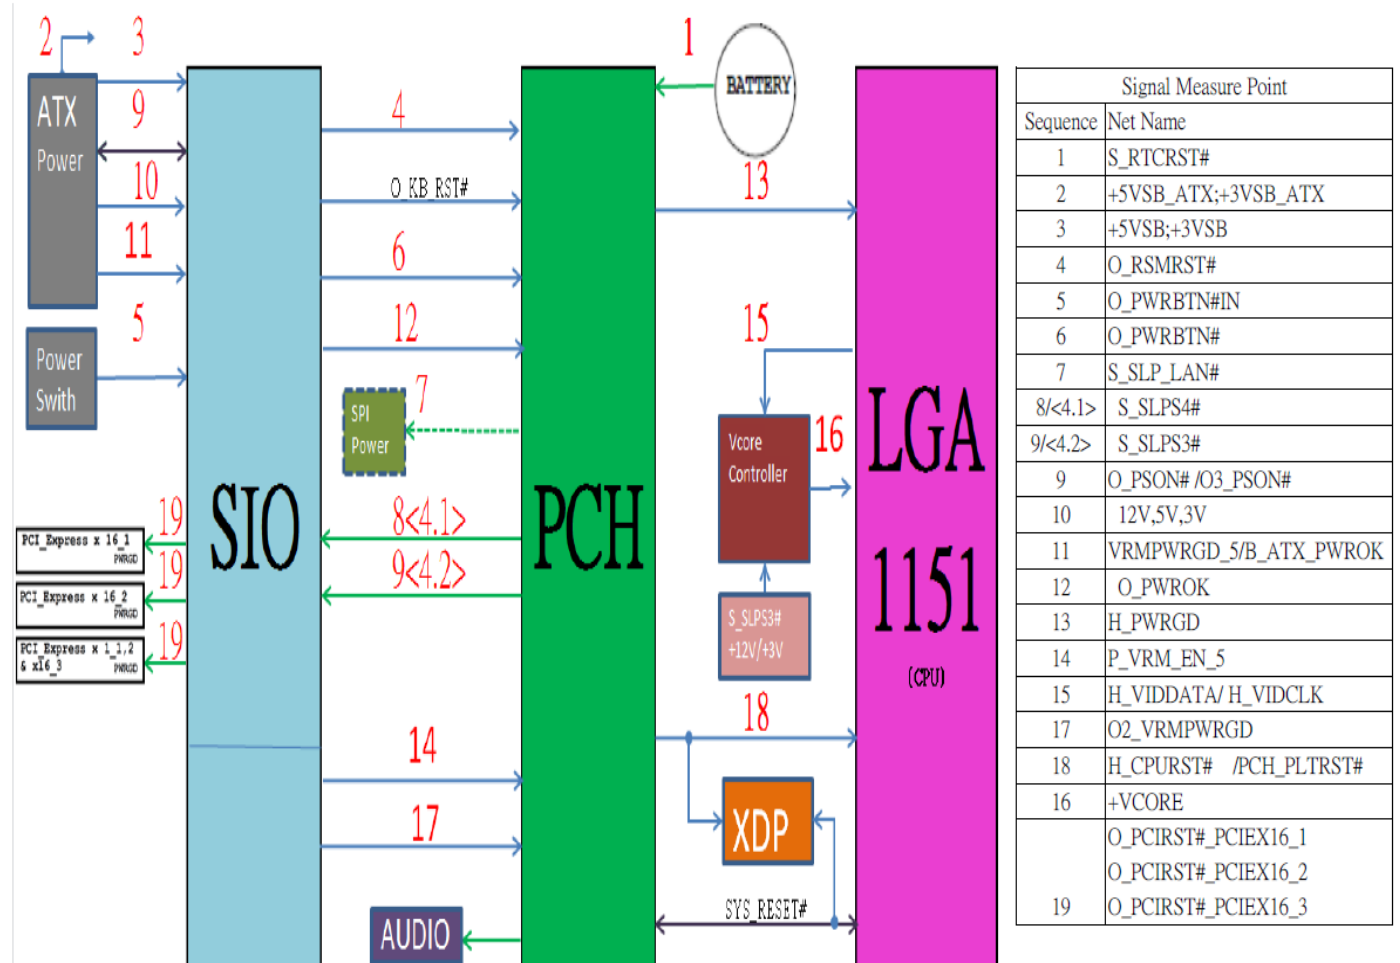 2
3
1
BATTERY
ATX
Power
9
10
11
5
Power
Swith
4
O_KB_RST#
6
12
SPI
Power
7
8<4.1>
9<4.2>
SIO
PCH
13
15
Vcore
Controller
16
S_SLPS3#
+12V/+3V
LGA
1151
(CPU)
19
PCI_Express x 16_1
PWRGD
19
PCI_Express x 16_2
PWRGD
19
PCI_Express x 1_1,2
& x16_3
PWRGD
14
17
18
XDP
SYS_RESET#
AUDIO
Signal Measure Point
Sequence Net Name
1 S_RTCRST#
2 +5VSB_ATX;+3VSB_ATX
3 +5VSB;+3VSB
4 O_RSMRST#
5 O_PWRBTN#IN
6 O_PWRBTN#
7 S_SLP_LAN#
8/<4.1> S_SLPS4#
9/<4.2> S_SLPS3#
9 O_PSON# /O3_PSON#
10 12V,5V,3V
11 VRMPWRGD_5/B_ATX_PWROK
12 O_PWROK
13 H_PWRGD
14 P_VRM_EN_5
15 H_VIDDATA/ H_VIDCLK
17 O2_VRMPWRGD
18 H_CPURST# /PCH_PLTRST#
16 +VCORE
O_PCIRST#_PCIEX16_1
O_PCIRST#_PCIEX16_2
19 O_PCIRST#_PCIEX16_3